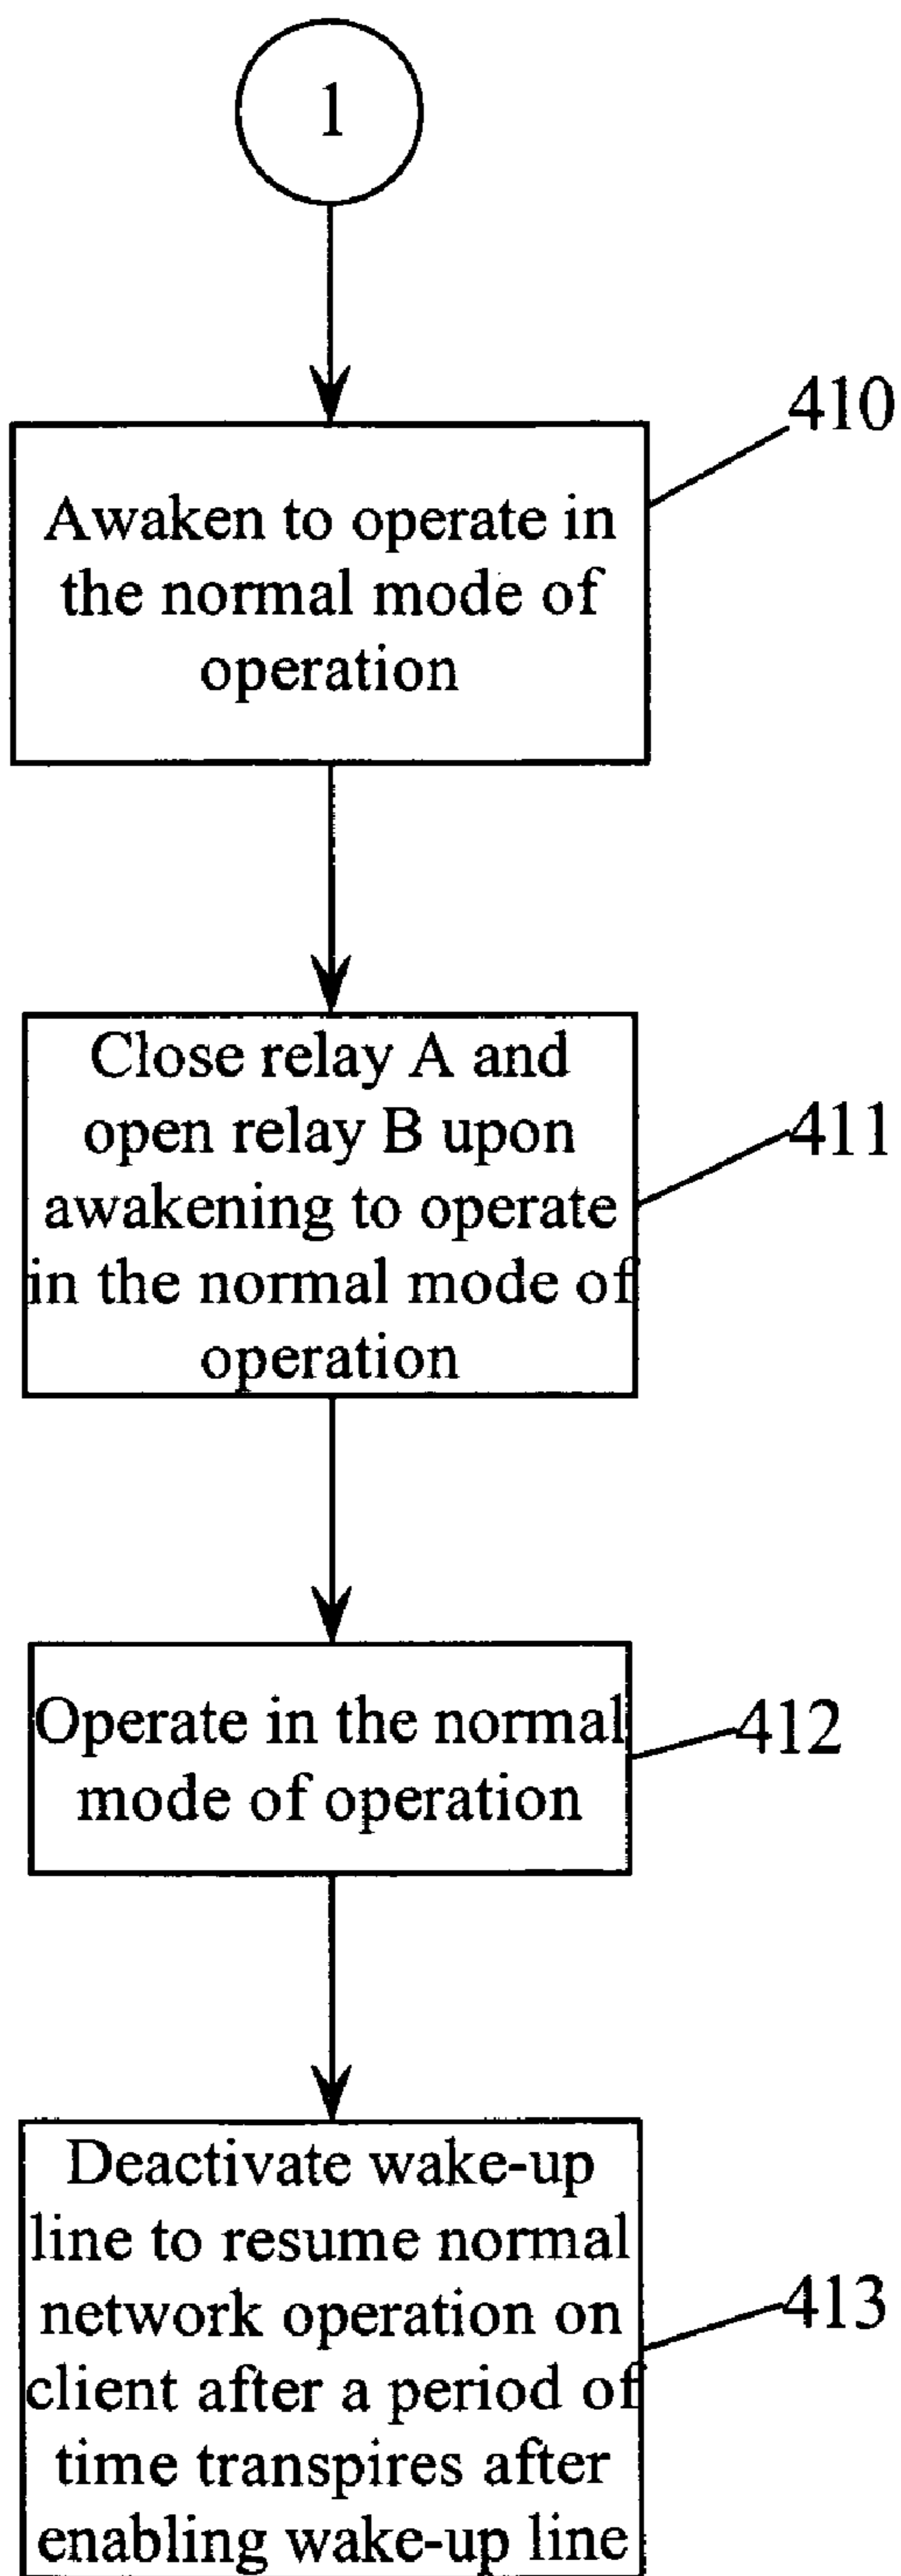 1
410
Awaken to operate in
the normal mode of
operation
Close relay A and
open relay B upon
awakening to operate
in the normal mode of
operation
411
Operate in the normal
mode of operation
412
Deactivate wake-up
line to resume normal
network operation on
client after a period of
time transpires after
enabling wake-up line
413